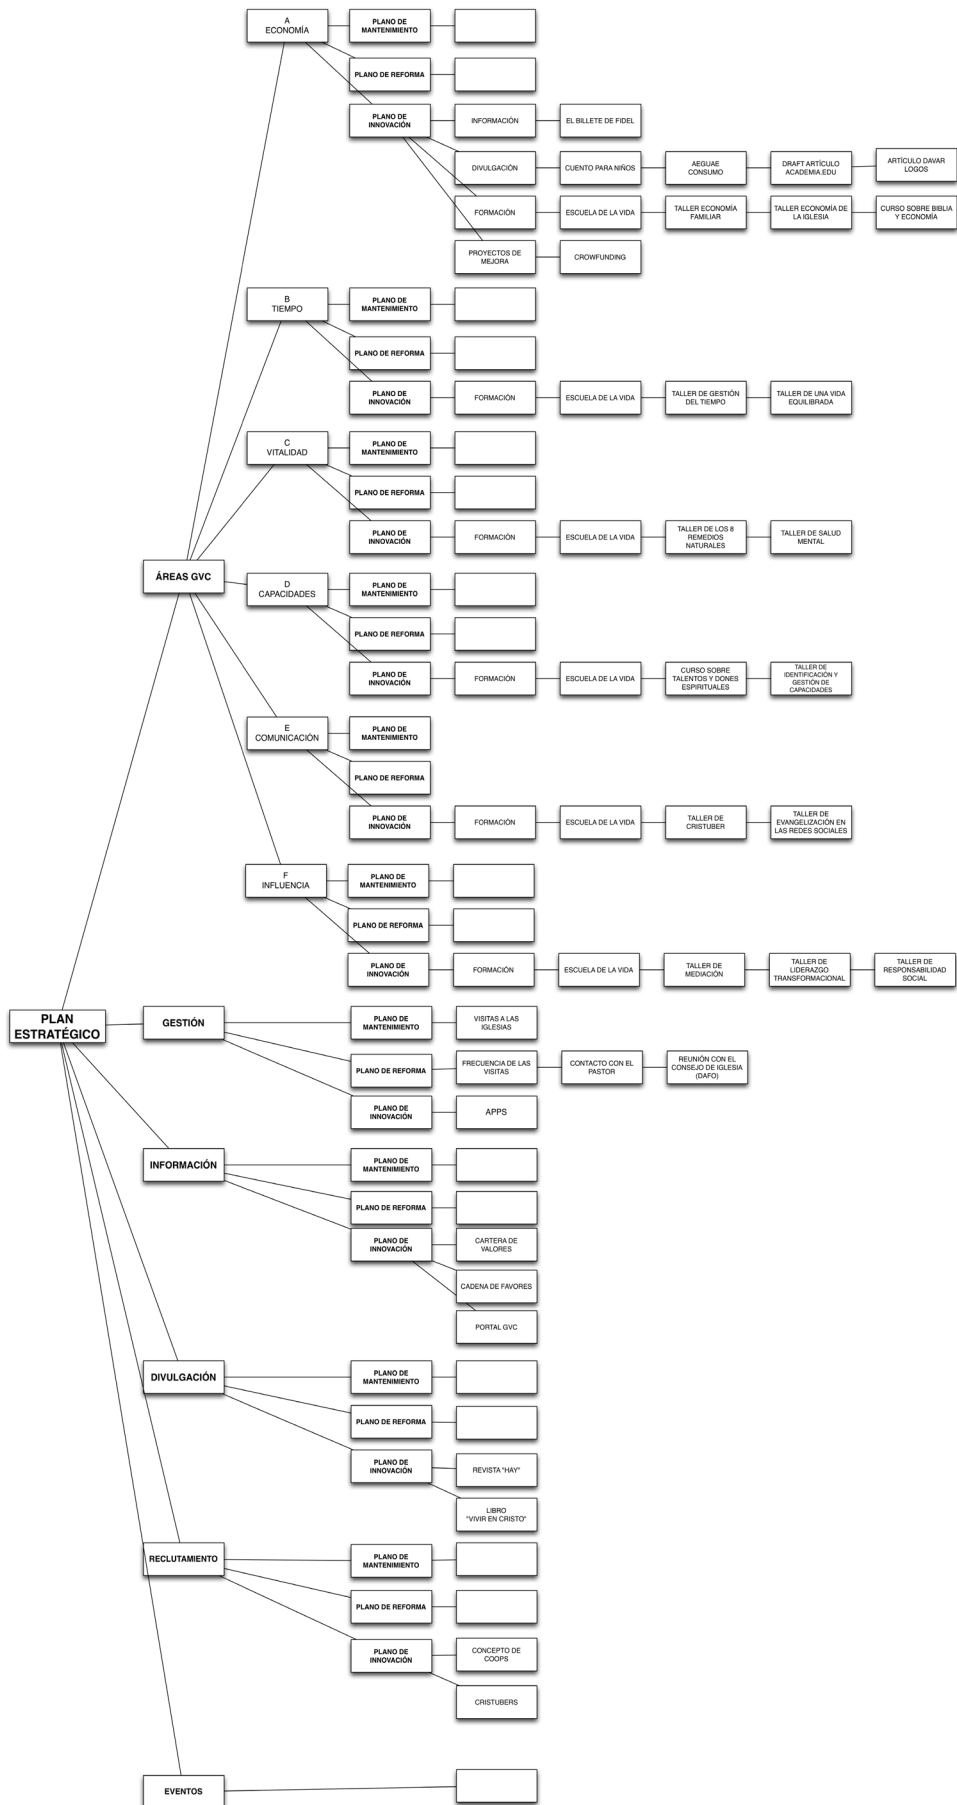 A
ECONOMÍA
PLANO DE
MANTENIMIENTO
PLANO DE REFORMA
PLANO DE
INNOVACIÓN
INFORMACIÓN
EL BILLETE DE FIDEL
DIVULGACIÓN
CUENTO PARA NIÑOS
AEGUAE
CONSUMO
DRAFT ARTÍCULO
ACADEMIA.EDU
ARTÍCULO DAVAR
LOGOS
FORMACIÓN
ESCUELA DE LA VIDA
TALLER ECONOMÍA
FAMILIAR
TALLER ECONOMÍA DE
LA IGLESIA
CURSO SOBRE BIBLIA
Y ECONOMÍA
PROYECTOS DE
MEJORA
CROWFUNDING
B
TIEMPO
PLANO DE
MANTENIMIENTO
PLANO DE REFORMA
PLANO DE
INNOVACIÓN
FORMACIÓN
ESCUELA DE LA VIDA
TALLER DE GESTIÓN
DEL TIEMPO
TALLER DE UNA VIDA
EQUILIBRADA
C
VITALIDAD
PLANO DE
MANTENIMIENTO
PLANO DE REFORMA
PLANO DE
INNOVACIÓN
FORMACIÓN
ESCUELA DE LA VIDA
TALLER DE LOS 8
REMEDIOS
NATURALES
TALLER DE SALUD
MENTAL
ÁREAS GVC
D
CAPACIDADES
PLANO DE
MANTENIMIENTO
PLANO DE REFORMA
PLANO DE
INNOVACIÓN
FORMACIÓN
ESCUELA DE LA VIDA
CURSO SOBRE
TALENTOS Y DONES
ESPIRITUALES
TALLER DE
IDENTIFICACIÓN Y
GESTIÓN DE
CAPACIDADES
E
COMUNICACIÓN
PLANO DE
MANTENIMIENTO
PLANO DE REFORMA
PLANO DE
INNOVACIÓN
FORMACIÓN
ESCUELA DE LA VIDA
TALLER DE
CRISTUBER
TALLER DE
EVANGELIZACIÓN EN
LAS REDES SOCIALES
F
INFLUENCIA
PLANO DE
MANTENIMIENTO
PLANO DE REFORMA
PLANO DE
INNOVACIÓN
FORMACIÓN
ESCUELA DE LA VIDA
TALLER DE
MEDIACIÓN
TALLER DE
LIDERAZGO
TRANSFORMACIONAL
TALLER DE
RESPONSABILIDAD
SOCIAL
PLAN
ESTRATÉGICO
GESTIÓN
PLANO DE
MANTENIMIENTO
VISITAS A LAS
IGLESIAS
PLANO DE REFORMA
FRECUENCIA DE LAS
VISITAS
CONTACTO CON EL
PASTOR
REUNIÓN CON EL
CONSEJO DE IGLESIA
(DAFO)
PLANO DE
INNOVACIÓN
APPS
INFORMACIÓN
PLANO DE
MANTENIMIENTO
PLANO DE REFORMA
PLANO DE
INNOVACIÓN
CARTERA DE
VALORES
CADENA DE FAVORES
PORTAL GVC
DIVULGACIÓN
PLANO DE
MANTENIMIENTO
PLANO DE REFORMA
PLANO DE
INNOVACIÓN
REVISTA "HAY"
LIBRO
"VIVIR EN CRISTO"
RECLUTAMIENTO
PLANO DE
MANTENIMIENTO
PLANO DE REFORMA
PLANO DE
INNOVACIÓN
CONCEPTO DE
COOPS
CRISTUBERS
EVENTOS